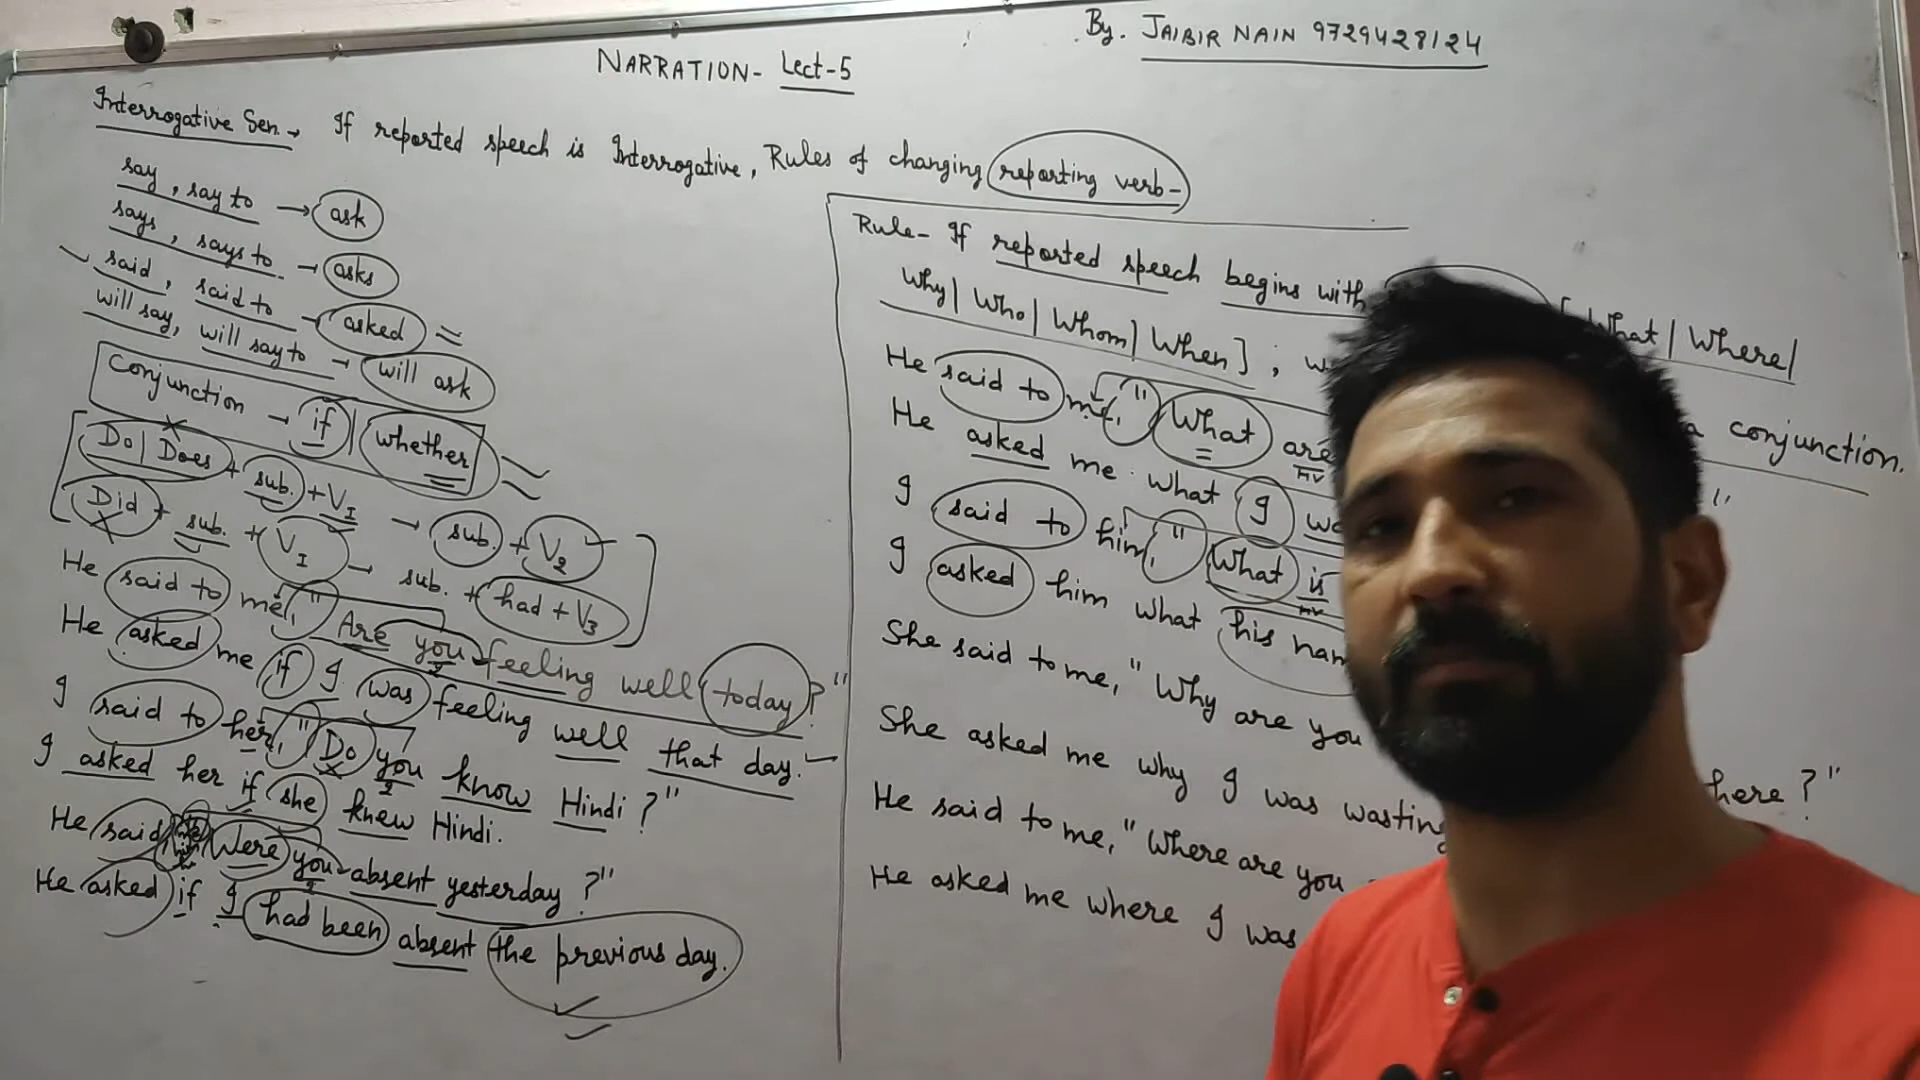 By. JAIBIR NAIN 9729428124
NARRATION- Lect-5
Interrogative Sen.→ If reported speech is Interrogative, Rules of changing reporting verb-
say, say to → ask
says, says to → asks
said, said to → asked
will say, will say to → will ask
Conjunction → if | whether
Do | Does + sub. + V1 → sub. + V2
Did + sub. + V1 → sub. + had + V3
He said to me, "Are you feeling well today?"
He asked me if I was feeling well that day.
I said to her, "Do you know Hindi?"
I asked her if she knew Hindi.
He said Were you absent yesterday?"
He asked if I had been absent the previous day.
Rule- If reported speech begins with [What | Where |
Why | Who | Whom | When];
a conjunction.
He said to me, "What are
He asked me what I
I said to him, "What is
I asked him what his
She said to me, "Why are you here?"
She asked me why I was wasting
He said to me, "Where are you
He asked me where I was